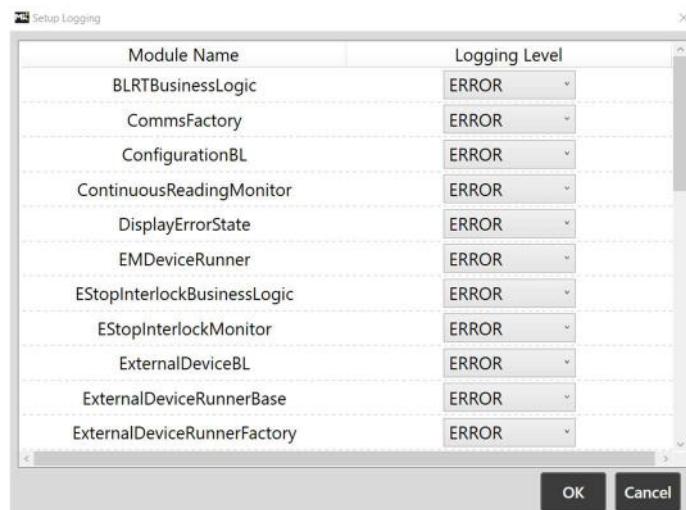 Setup Logging
Module Name Logging Level
BLRTBusinessLogic ERROR
CommsFactory ERROR
ConfigurationBL ERROR
ContinuousReadingMonitor ERROR
DisplayErrorState ERROR
EMDeviceRunner ERROR
EStopInterlockBusinessLogic ERROR
EStopInterlockMonitor ERROR
ExternalDeviceBL ERROR
ExternalDeviceRunnerBase ERROR
ExternalDeviceRunnerFactory ERROR
OK Cancel